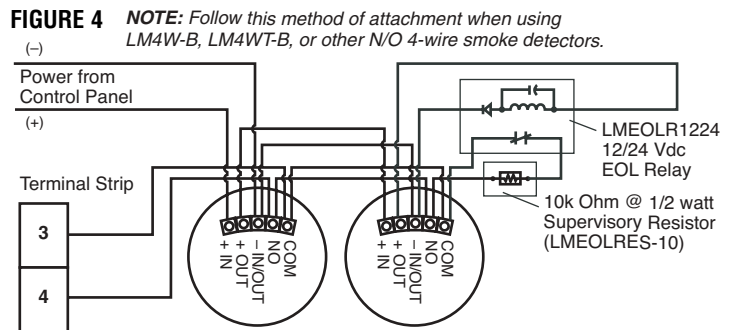 FIGURE 4
NOTE: Follow this method of attachment when using
LM4W-B, LM4WT-B, or other N/O 4-wire smoke detectors.
(–)
Power from
Control Panel
(+)
Terminal Strip
3
4
+ IN
+ OUT
– IN/OUT
NO
COM
+ IN
+ OUT
– IN/OUT
NO
COM
LMEOLR1224
12/24 Vdc
EOL Relay
10k Ohm @ 1/2 watt
Supervisory Resistor
(LMEOLRES-10)